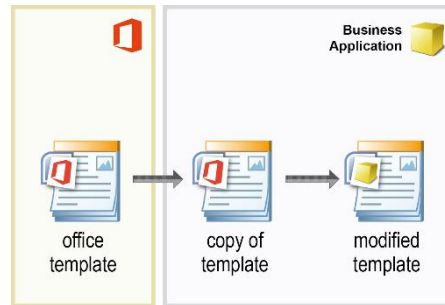 Business
Application
office
template
copy of
template
modified
template